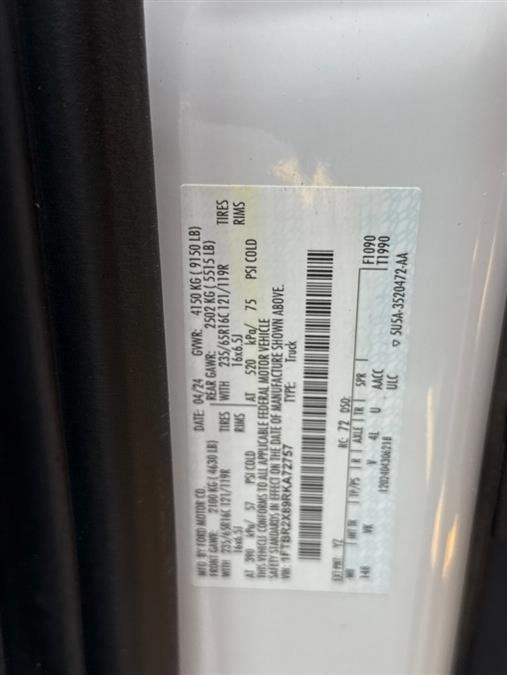 MFD. BY FORD MOTOR CO. DATE: 04/24 GVWR: 4150 KG ( 9150 LB)
FRONT GAWR: 2100 KG ( 4630 LB) REAR GAWR: 2502 KG ( 5515 LB)
WITH 235/65R16C 121/119R TIRES WITH 235/65R16C 121/119R TIRES
16x6.5J RIMS 16x6.5J RIMS
AT 390 kPa/ 57 PSI COLD AT 520 kPa/ 75 PSI COLD
THIS VEHICLE CONFORMS TO ALL APPLICABLE FEDERAL MOTOR VEHICLE
SAFETY STANDARDS IN EFFECT ON THE DATE OF MANUFACTURE SHOWN ABOVE.
VIN: 1FTBR2X89RKA72757 TYPE: Truck
F1090
T1990
EXT PNT: YZ RC: 72 DSO:
WB INT TR TP/PS R AXLE TR SPR
148 VK V 4L U AACC
1202404306218 ULC
5USA-3520472-AA